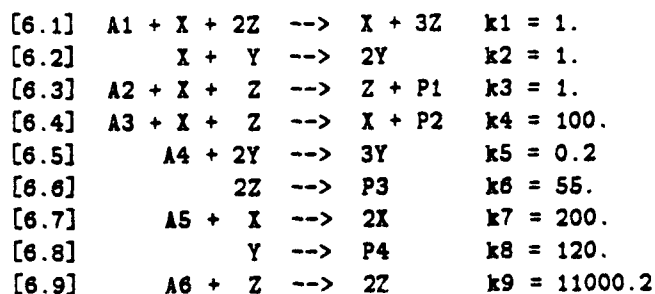 [6.1] A1 + X + 2Z --> X + 3Z k1 = 1.
[6.2] X + Y --> 2Y k2 = 1.
[6.3] A2 + X + Z --> Z + P1 k3 = 1.
[6.4] A3 + X + Z --> X + P2 k4 = 100.
[6.5] A4 + 2Y --> 3Y k5 = 0.2
[6.6] 2Z --> P3 k6 = 55.
[6.7] A5 + X --> 2X k7 = 200.
[6.8] Y --> P4 k8 = 120.
[6.9] A6 + Z --> 2Z k9 = 11000.2